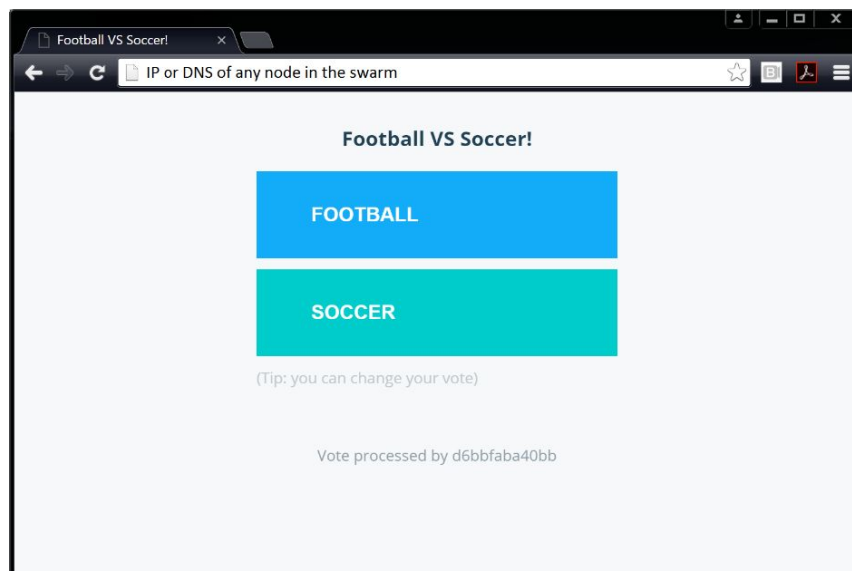 Football VS Soccer!
IP or DNS of any node in the swarm
Football VS Soccer!
FOOTBALL
SOCCER
(Tip: you can change your vote)
Vote processed by d6bbfaba40bb